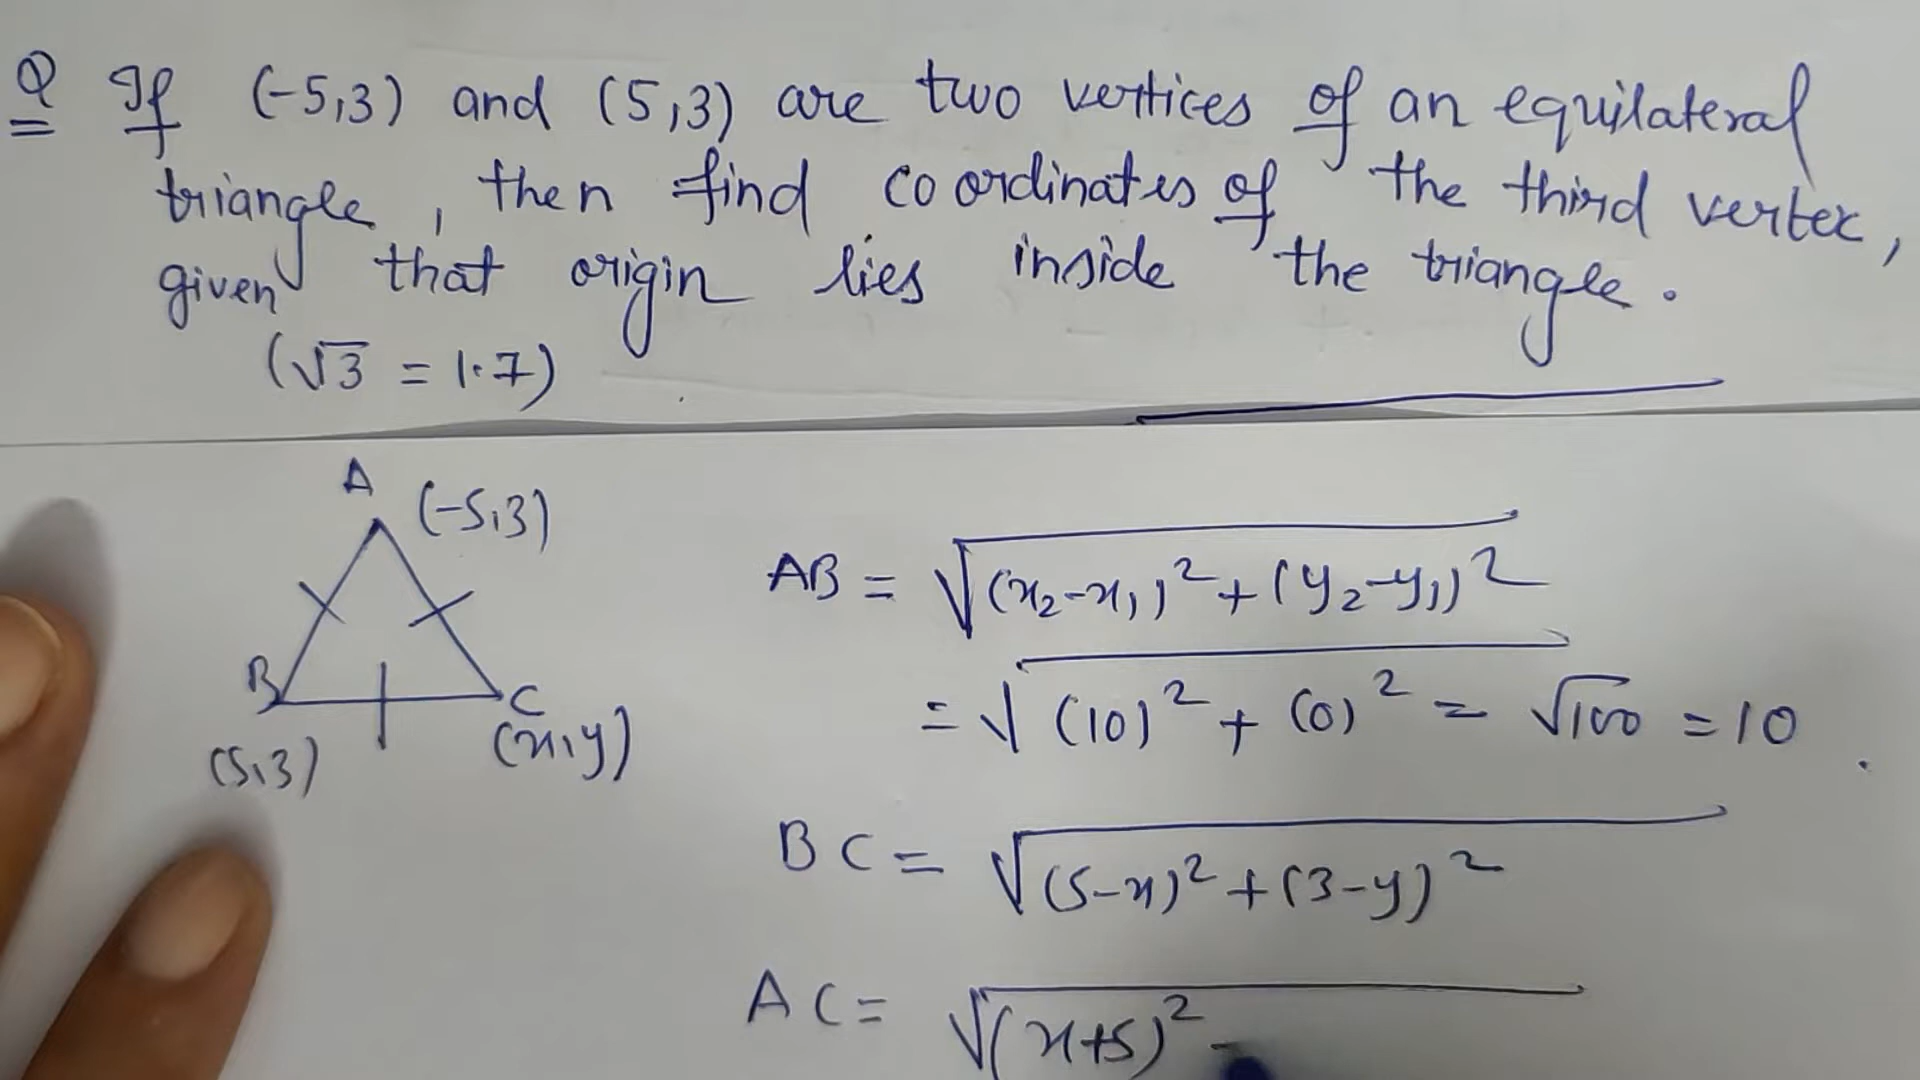 Q If (-5,3) and (5,3) are two vertices of an equilateral
triangle, then find coordinates of the third vertex,
given that origin lies inside the triangle.
(√3 = 1.7)
A (-5,3)
B
(5,3)
C
(x,y)
AB = √(x₂-x₁)² + (y₂-y₁)²
= √(10)² + (0)² = √100 = 10
BC = √(5-x)² + (3-y)²
AC = √(x+5)²